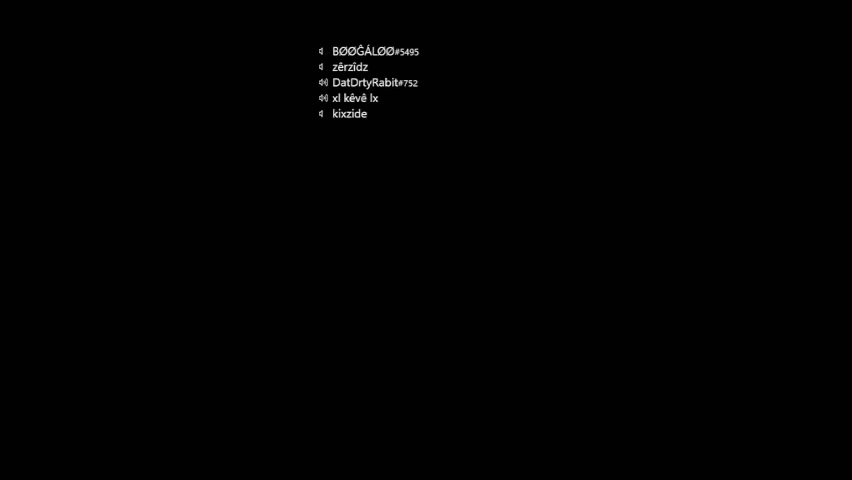 BØØĜÁLØØ#5495
zêrzîdz
DatDrtyRabit#752
xl kêvê lx
kixzide